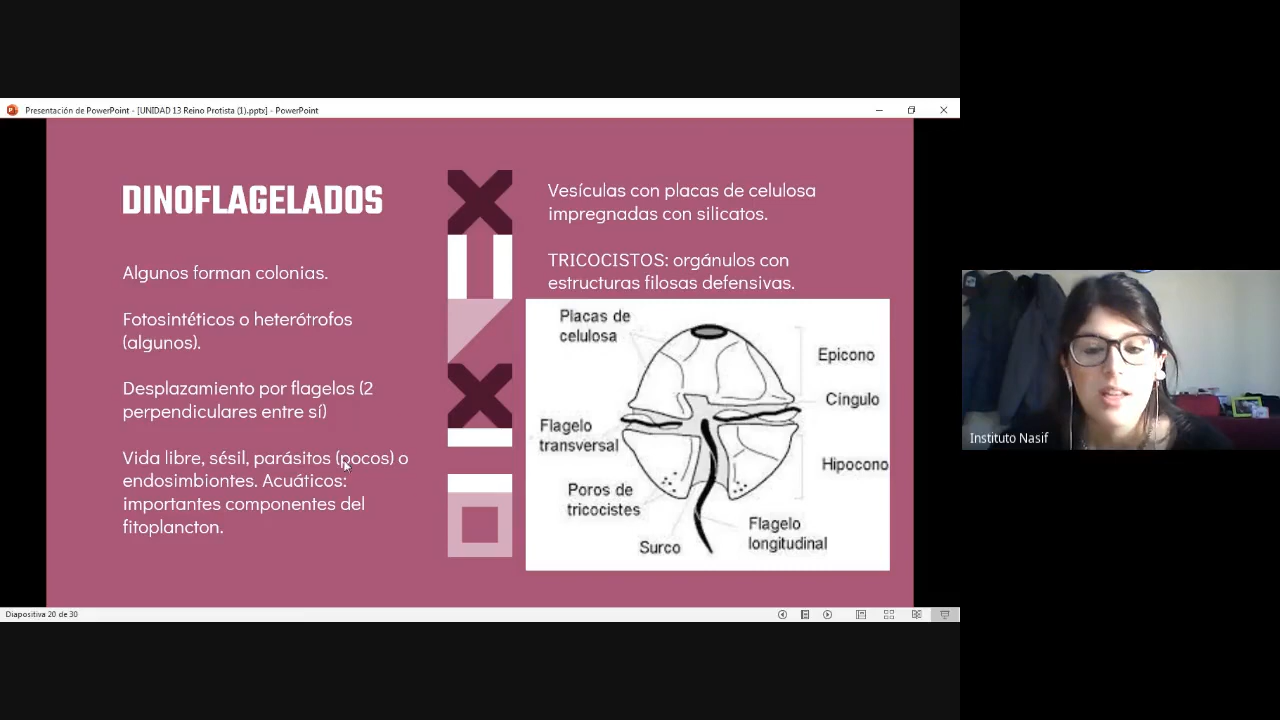 Presentación de PowerPoint - [UNIDAD 13 Reino Protista (1).pptx] - PowerPoint
DINOFLAGELADOS
Algunos forman colonias.
Fotosintéticos o heterótrofos
(algunos).
Desplazamiento por flagelos (2
perpendiculares entre sí)
Vida libre, sésil, parásitos (pocos) o
endosimbiontes. Acuáticos:
importantes componentes del
fitoplancton.
Vesículas con placas de celulosa
impregnadas con silicatos.
TRICOCISTOS: orgánulos con
estructuras filosas defensivas.
Placas de
celulosa
Epicono
Cíngulo
Flagelo
transversal
Hipocono
Poros de
tricocistes
Surco
Flagelo
longitudinal
Instituto Nasif
Diapositiva 20 de 30